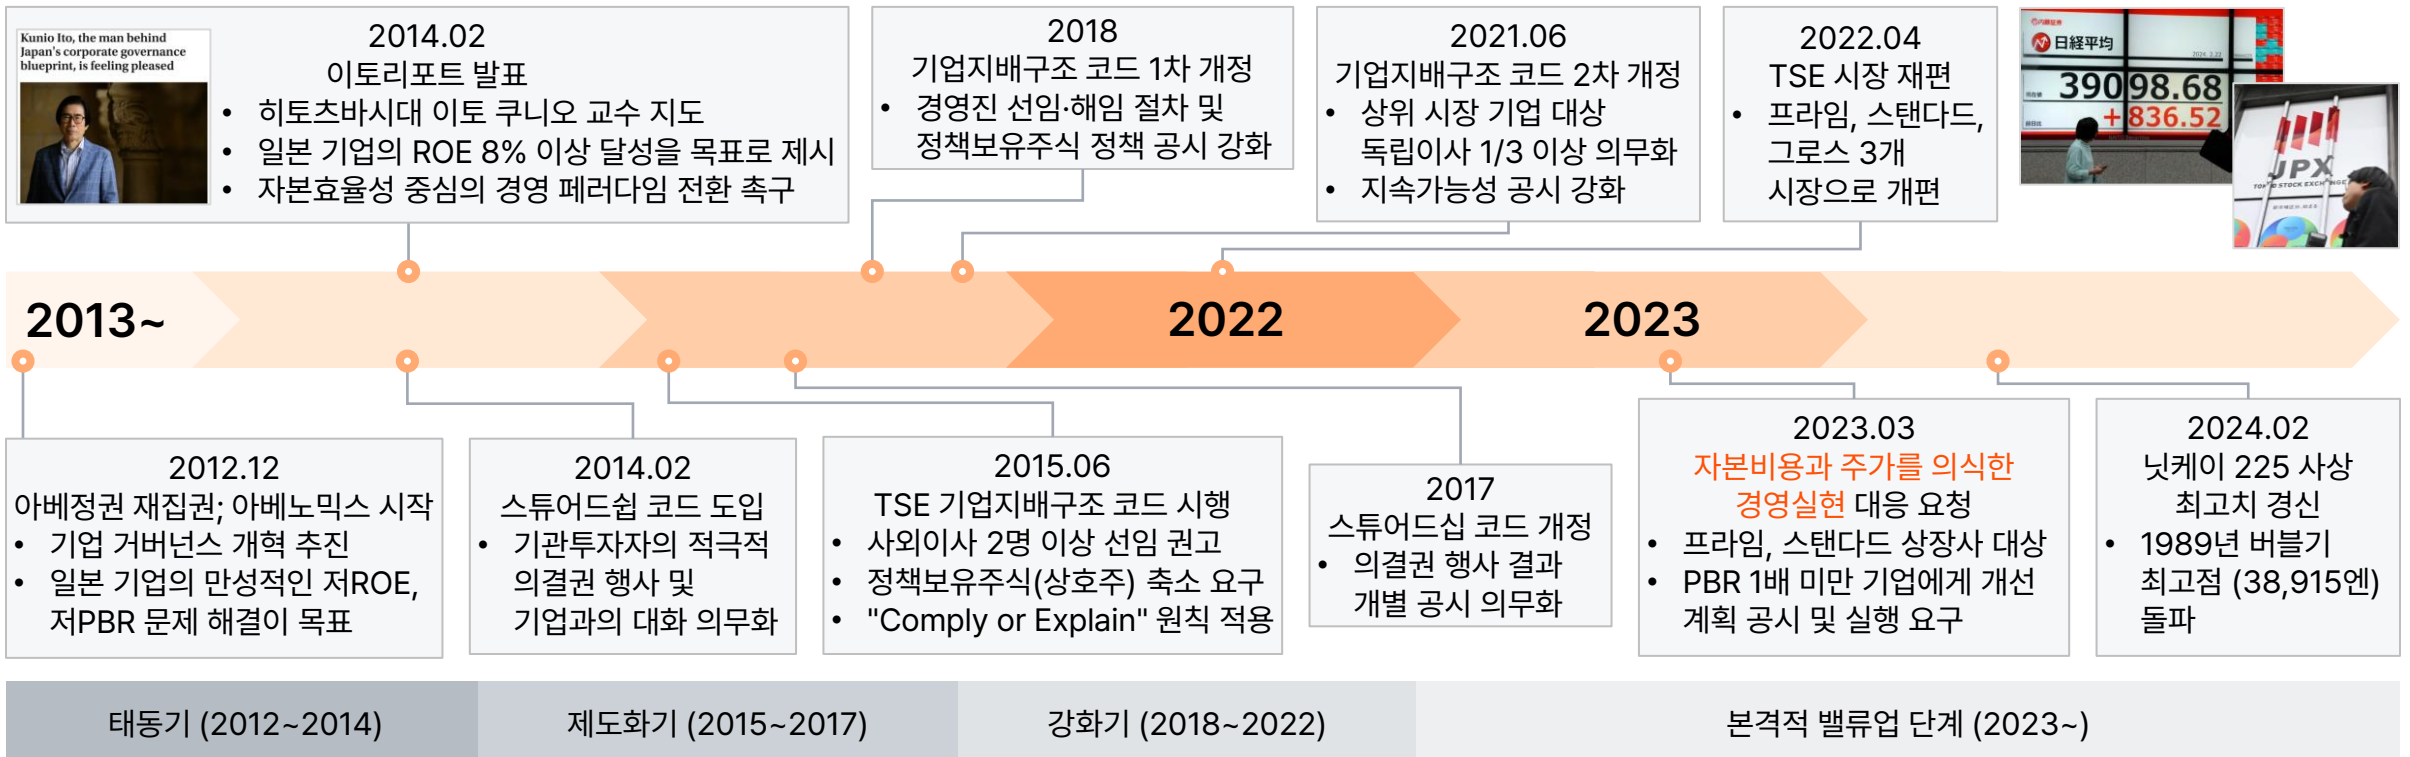 Kunio Ito, the man behind
Japan's corporate governance
blueprint, is feeling pleased
2014.02
이토리포트 발표
• 히토츠바시대 이토 쿠니오 교수 지도
• 일본 기업의 ROE 8% 이상 달성을 목표로 제시
• 자본효율성 중심의 경영 페러다임 전환 촉구
2018
기업지배구조 코드 1차 개정
• 경영진 선임·해임 절차 및
정책보유주식 정책 공시 강화
2021.06
기업지배구조 코드 2차 개정
• 상위 시장 기업 대상
독립이사 1/3 이상 의무화
• 지속가능성 공시 강화
2022.04
TSE 시장 재편
• 프라임, 스탠다드,
그로스 3개
시장으로 개편
日経平均
2024. 2.22
39098.68
+836.52
JPX
TOKYO STOCK EXCHANGE
2013~
2022
2023
2012.12
아베정권 재집권; 아베노믹스 시작
• 기업 거버넌스 개혁 추진
• 일본 기업의 만성적인 저ROE,
저PBR 문제 해결이 목표
2014.02
스튜어드쉽 코드 도입
• 기관투자자의 적극적
의결권 행사 및
기업과의 대화 의무화
2015.06
TSE 기업지배구조 코드 시행
• 사외이사 2명 이상 선임 권고
• 정책보유주식(상호주) 축소 요구
• "Comply or Explain" 원칙 적용
2017
스튜어드십 코드 개정
• 의결권 행사 결과
개별 공시 의무화
2023.03
자본비용과 주가를 의식한
경영실현 대응 요청
• 프라임, 스탠다드 상장사 대상
• PBR 1배 미만 기업에게 개선
계획 공시 및 실행 요구
2024.02
닛케이 225 사상
최고치 경신
• 1989년 버블기
최고점 (38,915엔)
돌파
태동기 (2012~2014)
제도화기 (2015~2017)
강화기 (2018~2022)
본격적 밸류업 단계 (2023~)